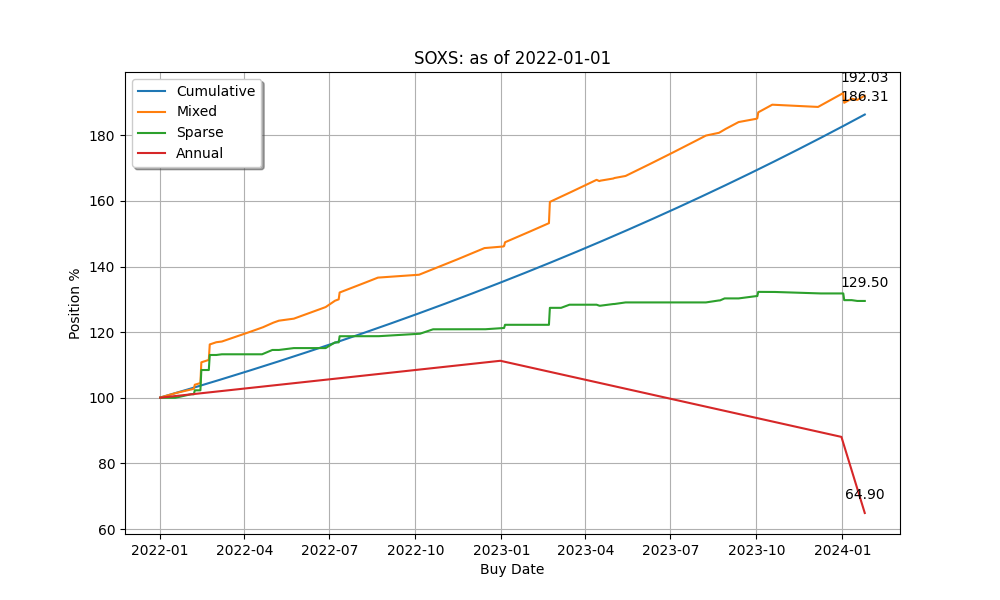 SOXS: as of 2022-01-01
192.03
186.31
129.50
64.90
Cumulative
Mixed
Sparse
Annual
Position %
180
160
140
120
100
80
60
2022-01 2022-04 2022-07 2022-10 2023-01 2023-04 2023-07 2023-10 2024-01
Buy Date